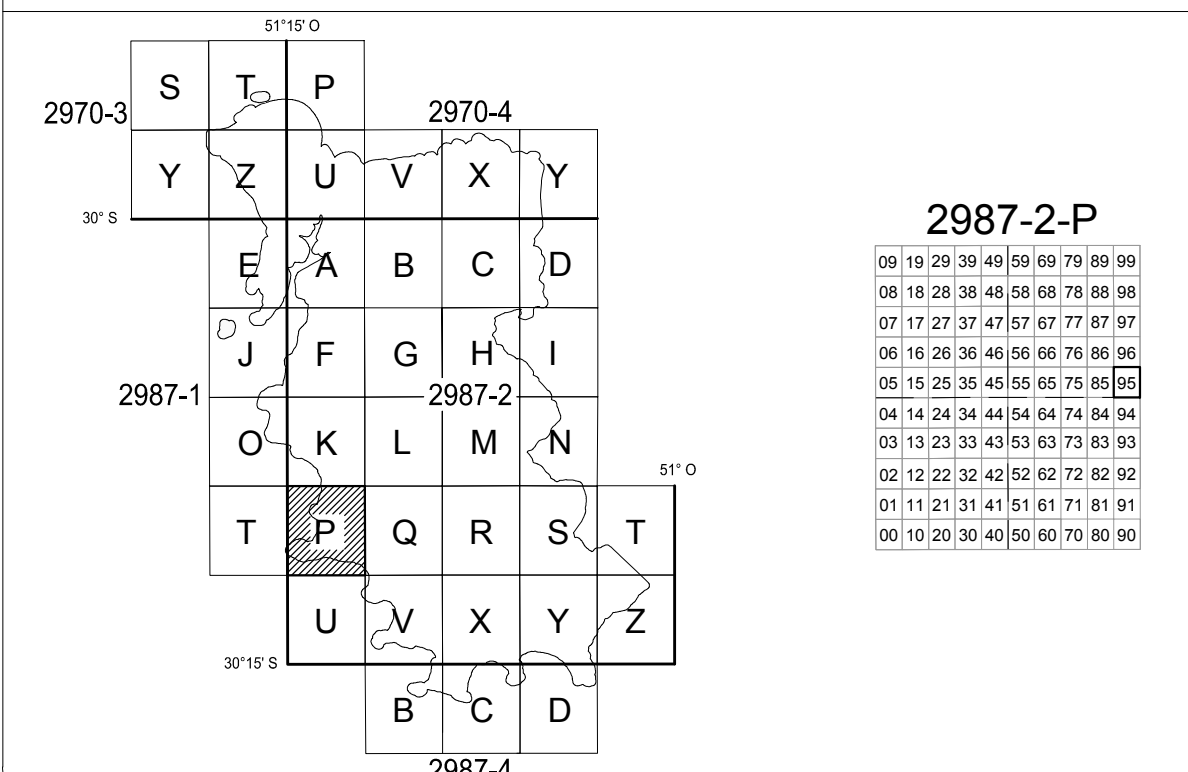 51°15' O
S T P
2970-3 2970-4
Y Z U V X Y
30° S
E A B C D
J F G H I
2987-1 2987-2
O K L M N
51° O
T P Q R S T
U V X Y Z
30°15' S
B C D
2987-4
2987-2-P
09 19 29 39 49 59 69 79 89 99
08 18 28 38 48 58 68 78 88 98
07 17 27 37 47 57 67 77 87 97
06 16 26 36 46 56 66 76 86 96
05 15 25 35 45 55 65 75 85 95
04 14 24 34 44 54 64 74 84 94
03 13 23 33 43 53 63 73 83 93
02 12 22 32 42 52 62 72 82 92
01 11 21 31 41 51 61 71 81 91
00 10 20 30 40 50 60 70 80 90